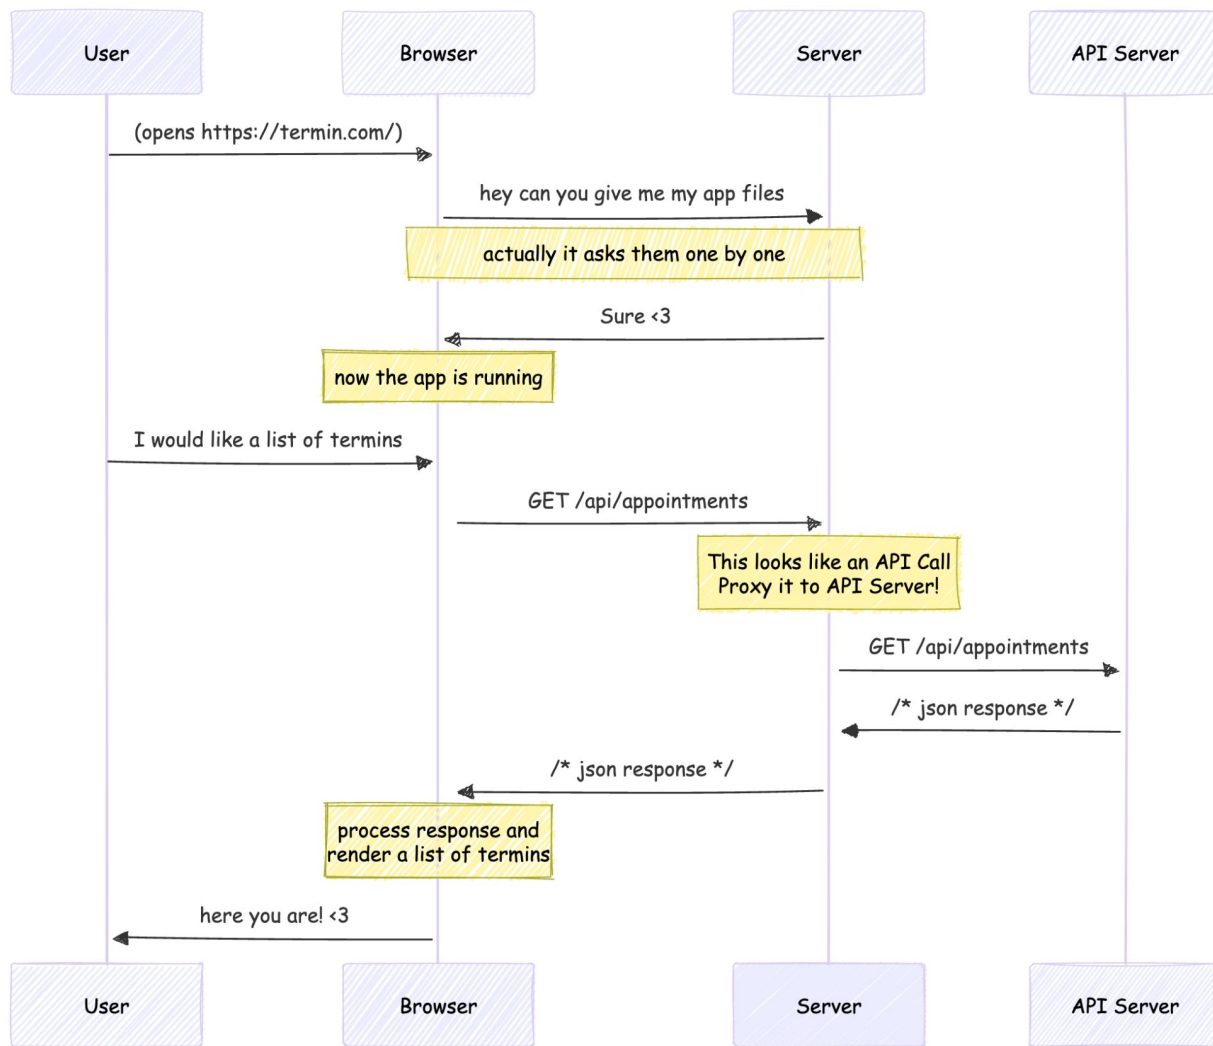 User
Browser
Server
API Server
(opens https://termin.com/)
hey can you give me my app files
actually it asks them one by one
Sure <3
now the app is running
I would like a list of termins
GET /api/appointments
This looks like an API Call
Proxy it to API Server!
GET /api/appointments
/* json response */
/* json response */
process response and
render a list of termins
here you are! <3
User
Browser
Server
API Server